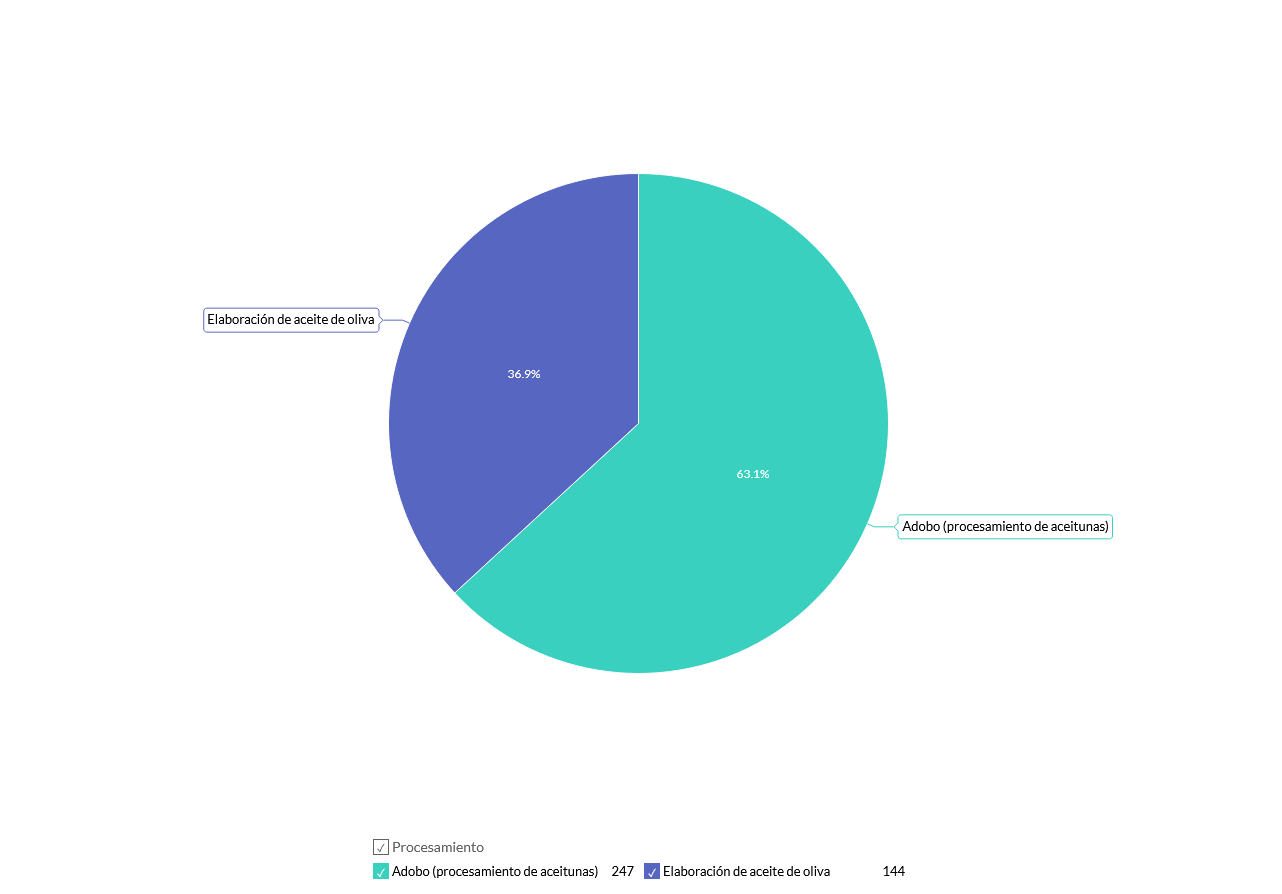 Elaboración de aceite de oliva
36.9%
63.1%
Adobo (procesamiento de aceitunas)
Procesamiento
Adobo (procesamiento de aceitunas) 247 Elaboración de aceite de oliva 144